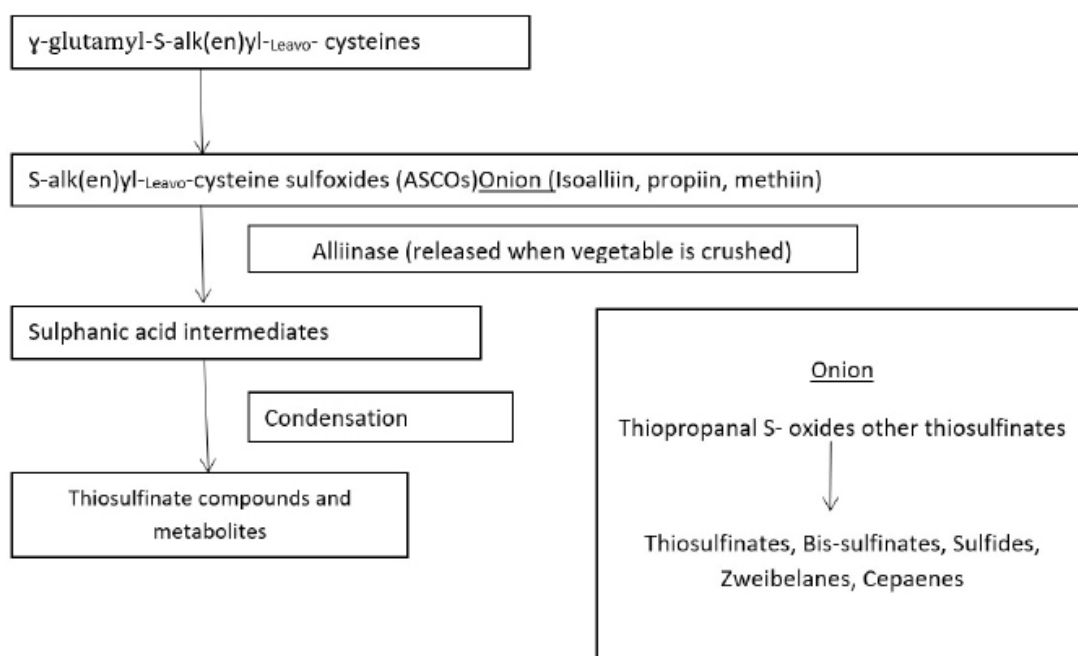 γ-glutamyl-S-alk(en)yl-Leavo- cysteines
S-alk(en)yl-Leavo-cysteine sulfoxides (ASCOs)Onion (Isoalliin, propiin, methiin)
Alliinase (released when vegetable is crushed)
Sulphanic acid intermediates
Condensation
Thiosulfinate compounds and
metabolites
Onion
Thiopropanal S- oxides other thiosulfinates
Thiosulfinates, Bis-sulfinates, Sulfides,
Zweibelanes, Cepaenes